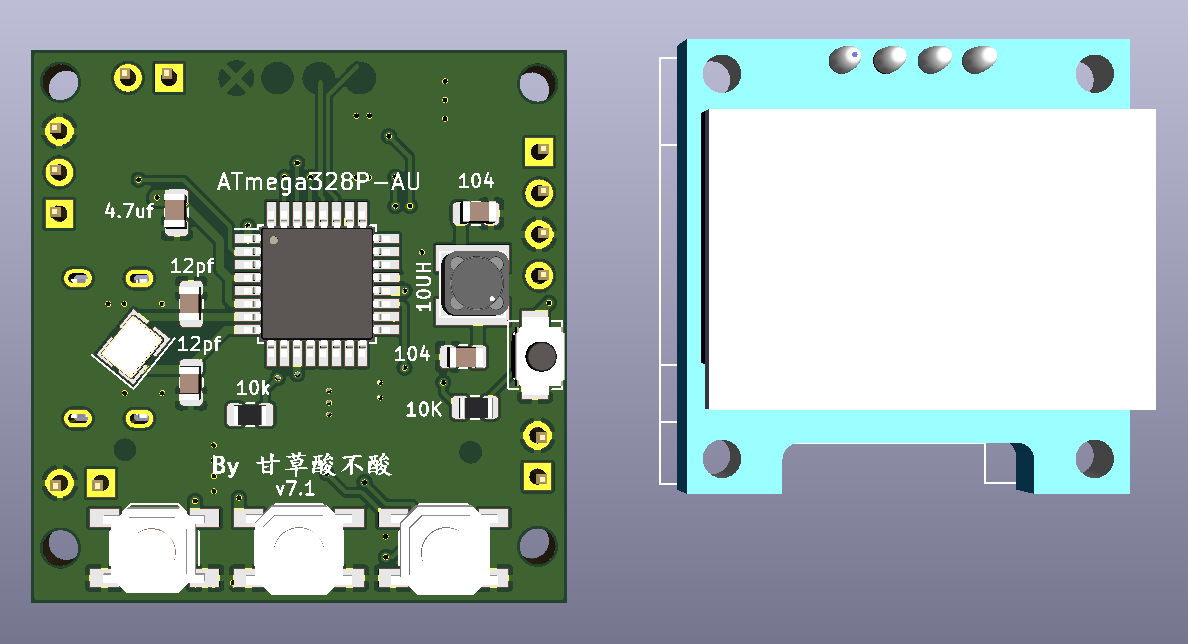 ATmega328P-AU
104
4.7uf
12pf
10UH
12pf
104
10k
10K
By 甘草酸不酸
v7.1